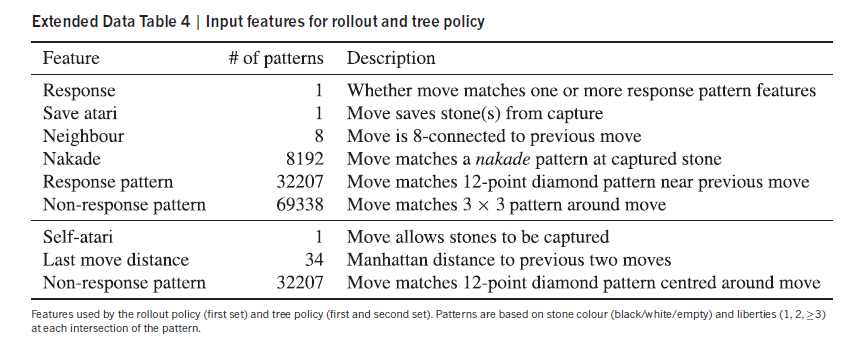 Extended Data Table 4 | Input features for rollout and tree policy
Feature # of patterns Description
Response 1 Whether move matches one or more response pattern features
Save atari 1 Move saves stone(s) from capture
Neighbour 8 Move is 8-connected to previous move
Nakade 8192 Move matches a nakade pattern at captured stone
Response pattern 32207 Move matches 12-point diamond pattern near previous move
Non-response pattern 69338 Move matches 3 × 3 pattern around move
Self-atari 1 Move allows stones to be captured
Last move distance 34 Manhattan distance to previous two moves
Non-response pattern 32207 Move matches 12-point diamond pattern centred around move
Features used by the rollout policy (first set) and tree policy (first and second set). Patterns are based on stone colour (black/white/empty) and liberties (1, 2, ≥3)
at each intersection of the pattern.